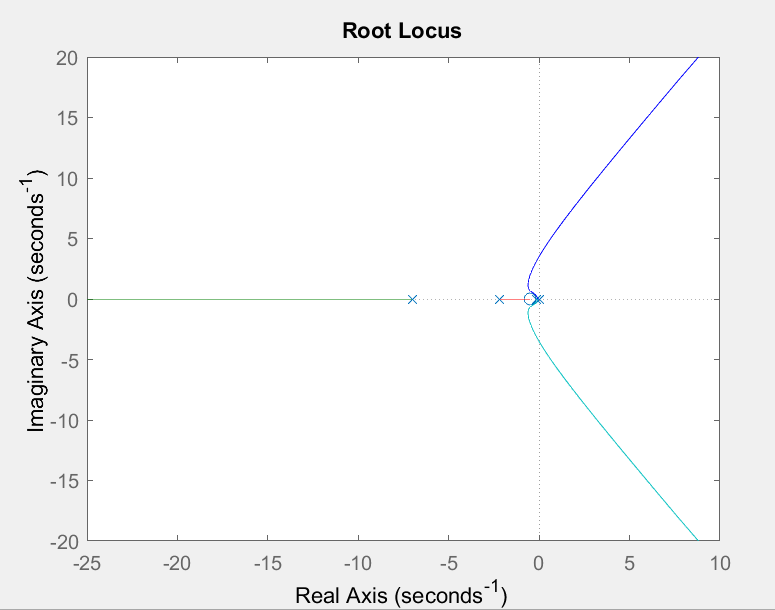 Root Locus
20
15
10
5
0
-5
-10
-15
-20
-25 -20 -15 -10 -5 0 5 10
Imaginary Axis (seconds⁻¹)
Real Axis (seconds⁻¹)